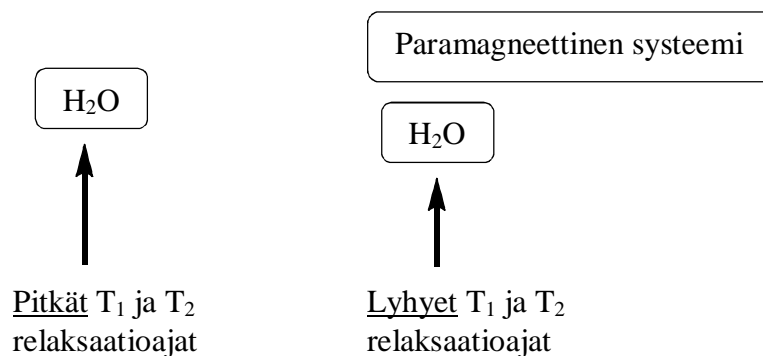 Paramagneettinen systeemi
H₂O
H₂O
Pitkät T₁ ja T₂
relaksaatioajat
Lyhyet T₁ ja T₂
relaksaatioajat